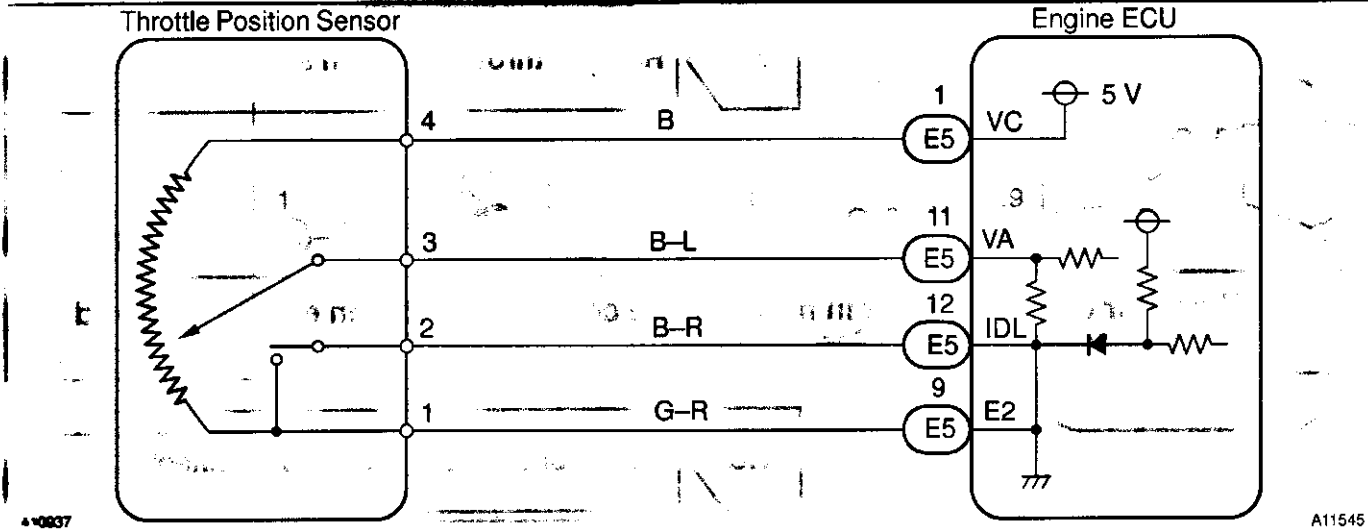 Throttle Position Sensor
Engine ECU
5 V
4
B
1
E5
VC
3
B–L
11
E5
VA
2
B–R
12
E5
IDL
1
G–R
9
E5
E2
A11545